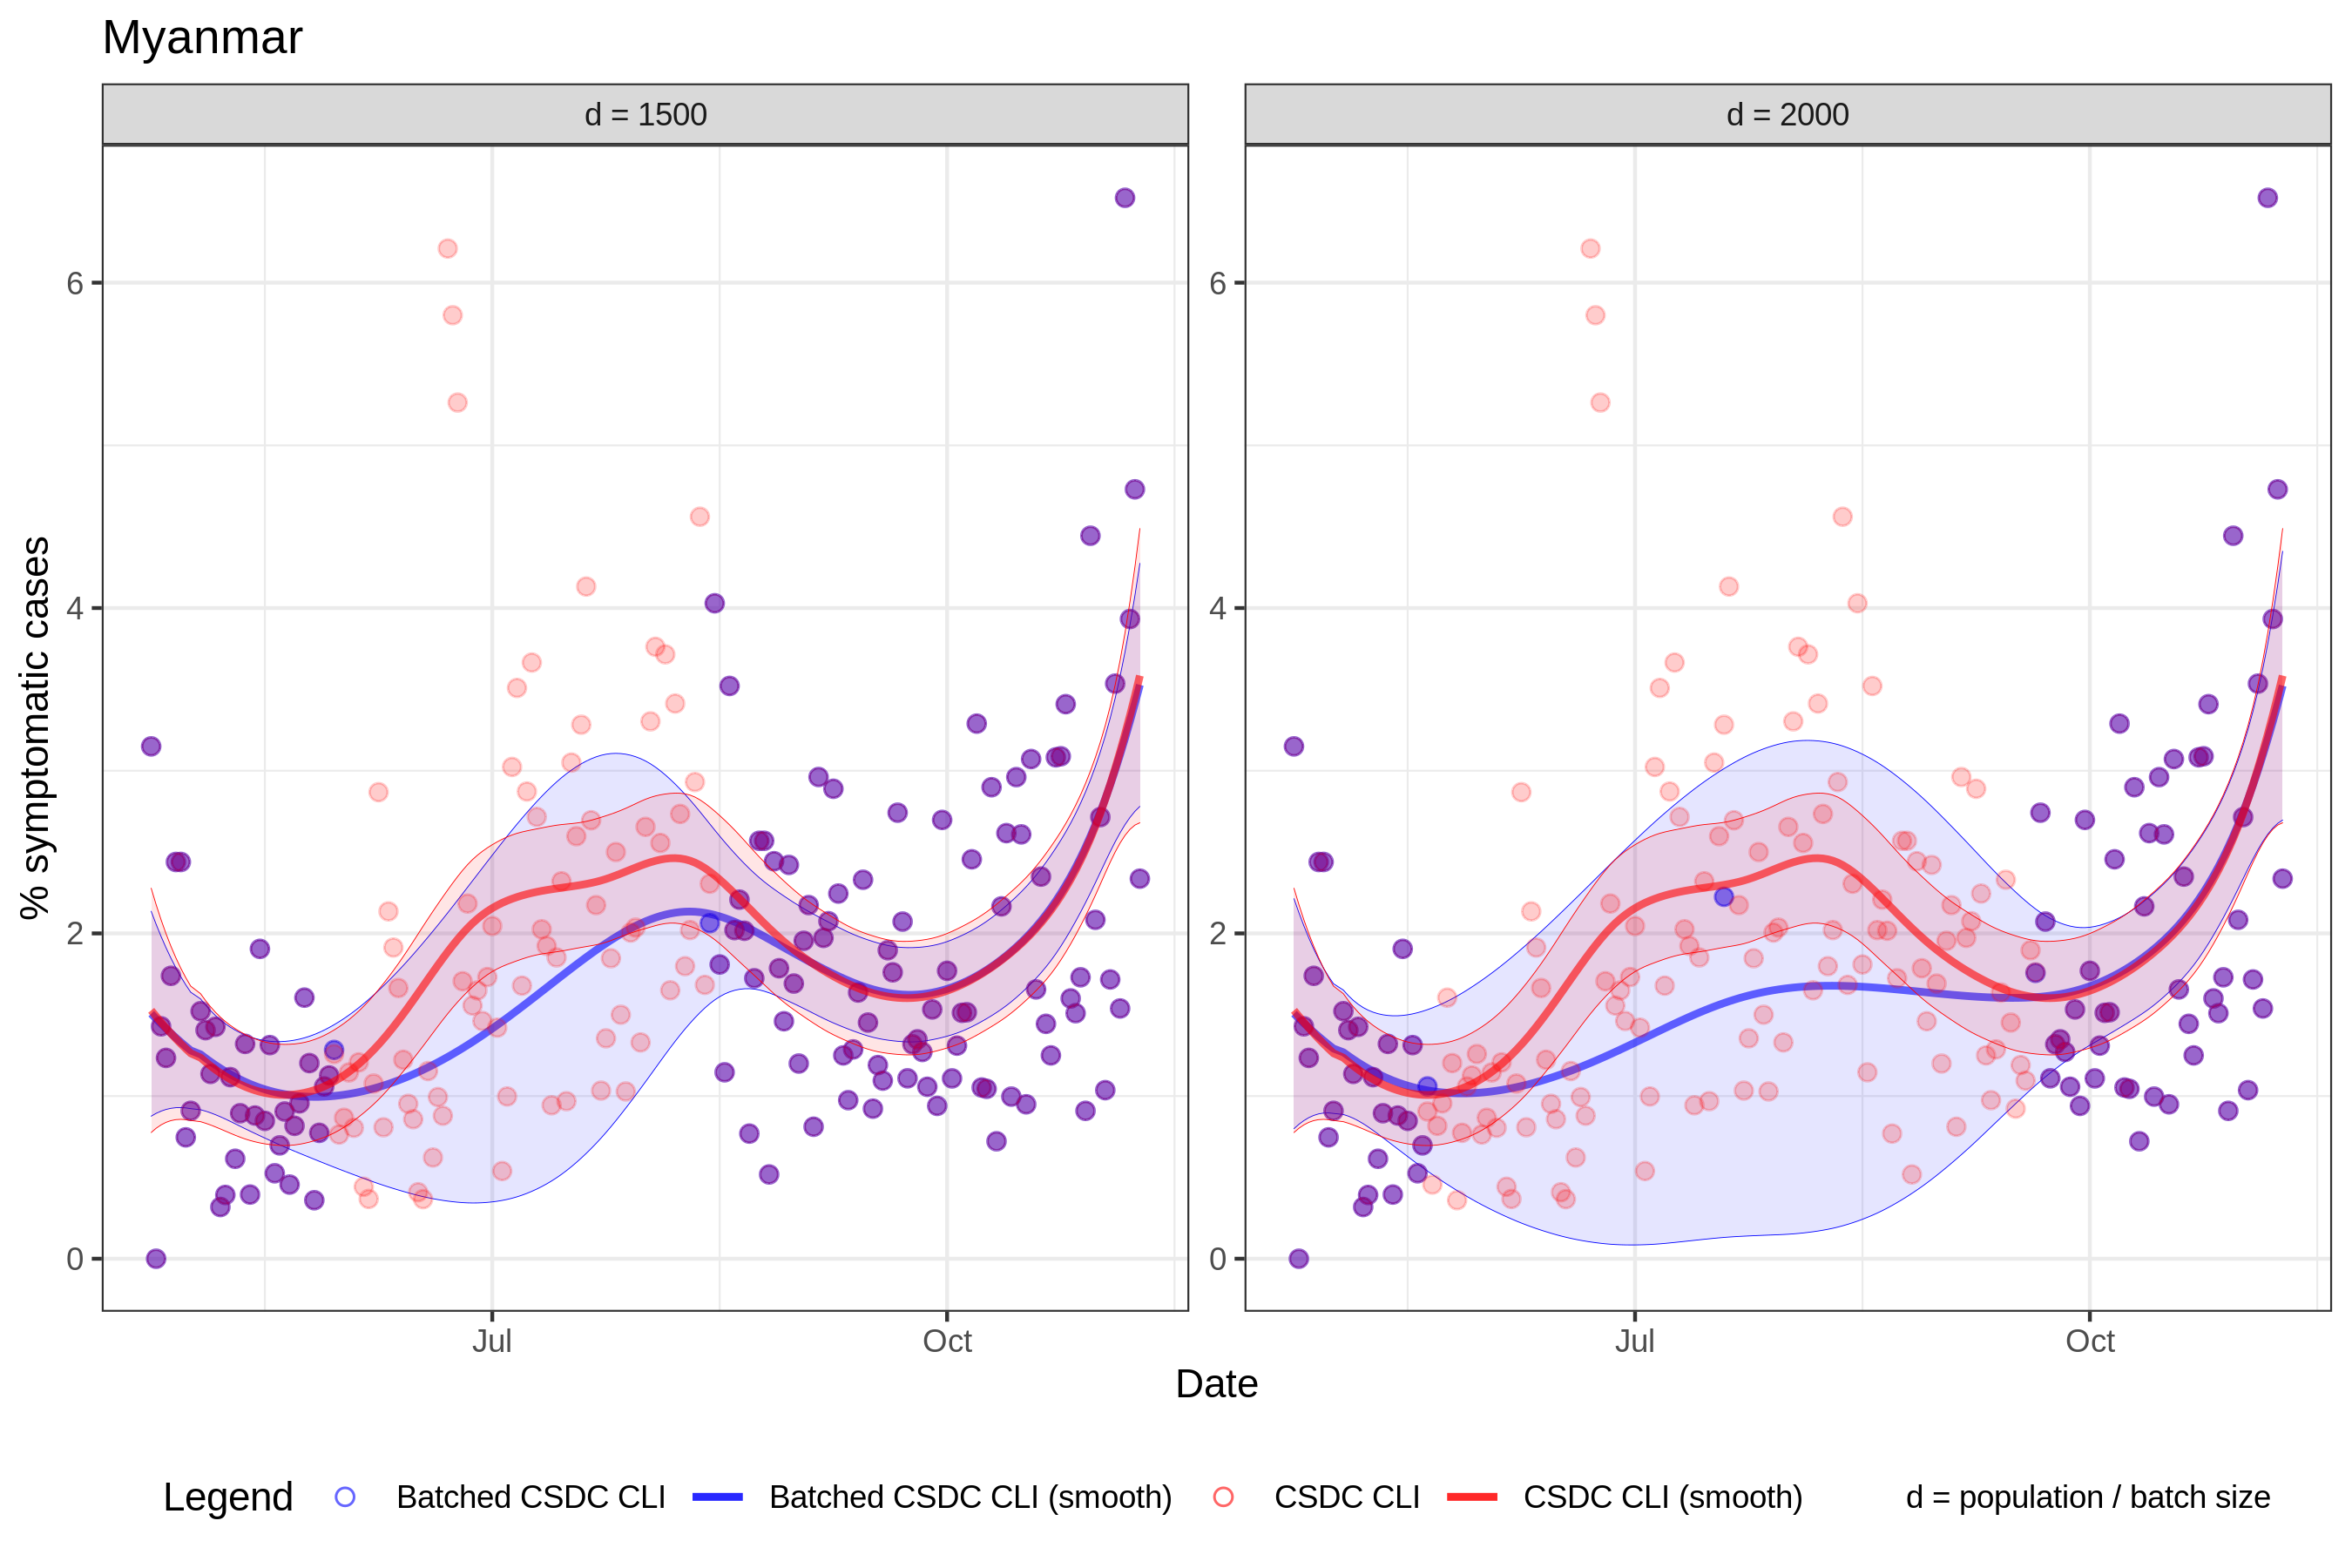 Myanmar
d = 1500
d = 2000
% symptomatic cases
6
4
2
0
6
4
2
0
Jul
Oct
Jul
Oct
Date
Legend
Batched CSDC CLI
Batched CSDC CLI (smooth)
CSDC CLI
CSDC CLI (smooth)
d = population / batch size